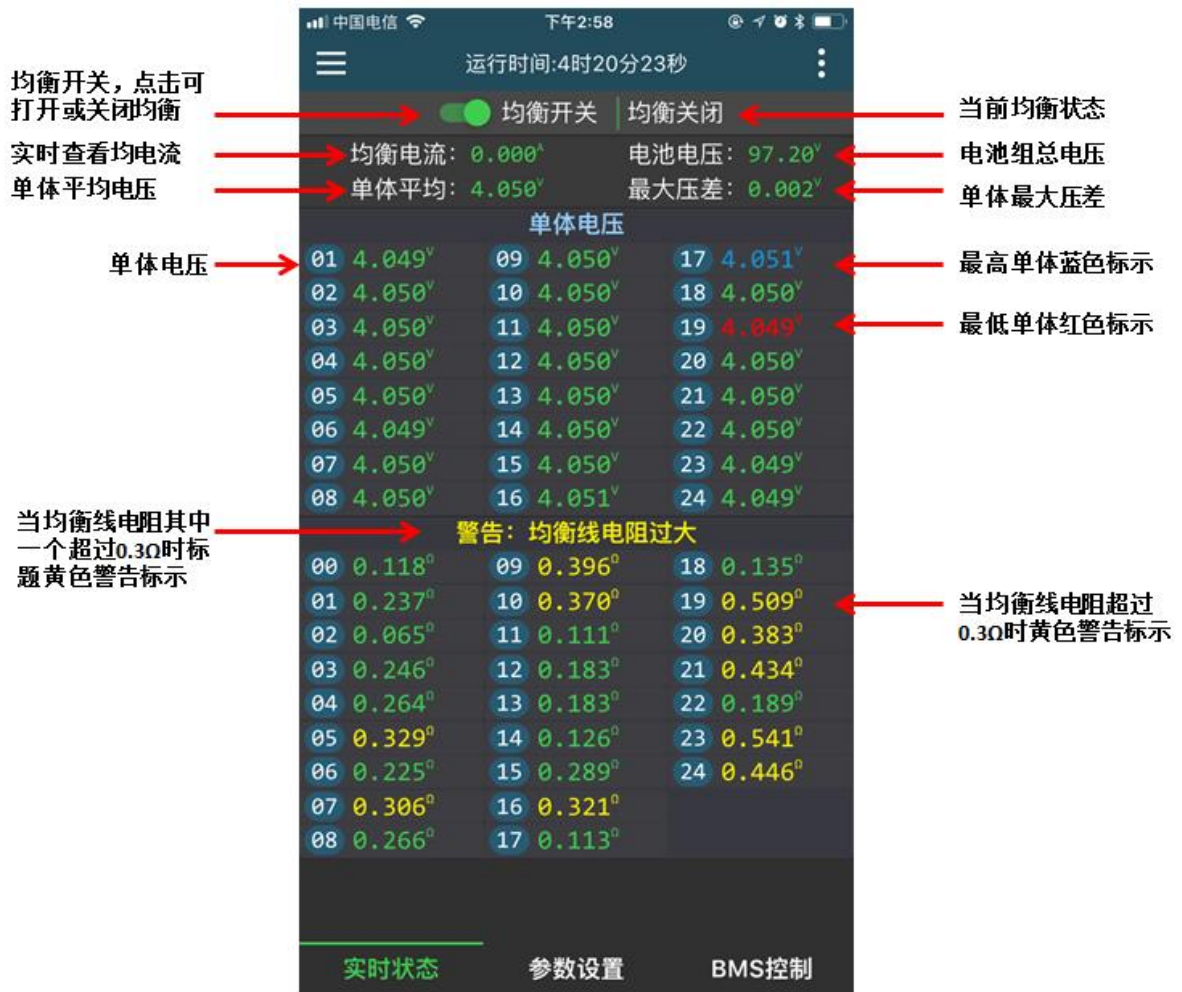 中国电信 下午2:58
运行时间:4时20分23秒
均衡开关，点击可
打开或关闭均衡
均衡开关 均衡关闭
当前均衡状态
实时查看均电流
均衡电流：0.000A 电池电压：97.20V
电池组总电压
单体平均电压
单体平均：4.050V 最大压差：0.002V
单体最大压差
单体电压
单体电压
01 4.049V 09 4.050V 17 4.051V
最高单体蓝色标示
02 4.050V 10 4.050V 18 4.050V
03 4.050V 11 4.050V 19 4.049V
最低单体红色标示
04 4.050V 12 4.050V 20 4.050V
05 4.050V 13 4.050V 21 4.050V
06 4.049V 14 4.050V 22 4.050V
07 4.050V 15 4.050V 23 4.049V
08 4.050V 16 4.051V 24 4.049V
当均衡线电阻其中
一个超过0.3Ω时标
题黄色警告标示
警告：均衡线电阻过大
00 0.118Ω 09 0.396Ω 18 0.135Ω
01 0.237Ω 10 0.370Ω 19 0.509Ω
当均衡线电阻超过
0.3Ω时黄色警告标示
02 0.065Ω 11 0.111Ω 20 0.383Ω
03 0.246Ω 12 0.183Ω 21 0.434Ω
04 0.264Ω 13 0.183Ω 22 0.189Ω
05 0.329Ω 14 0.126Ω 23 0.541Ω
06 0.225Ω 15 0.289Ω 24 0.446Ω
07 0.306Ω 16 0.321Ω
08 0.266Ω 17 0.113Ω
实时状态 参数设置 BMS控制